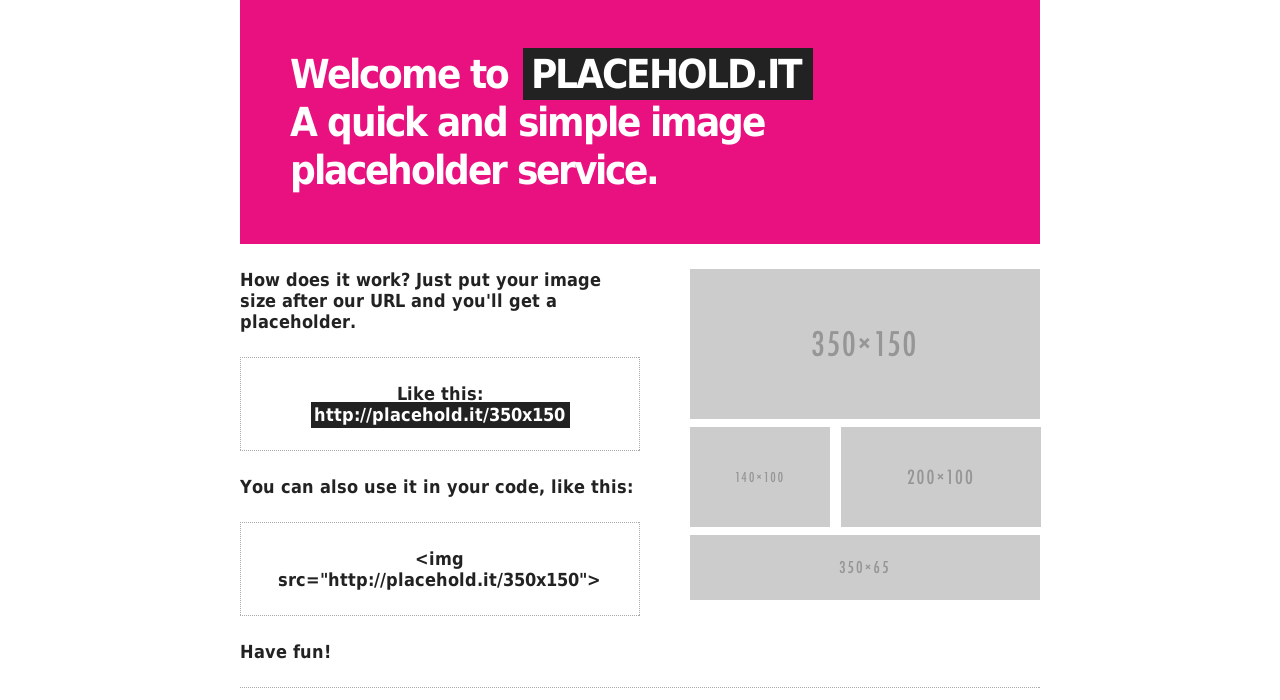 Welcome to PLACEHOLD.IT
A quick and simple image
placeholder service.
How does it work? Just put your image
size after our URL and you'll get a
placeholder.
Like this:
http://placehold.it/350x150
You can also use it in your code, like this:
<img
src="http://placehold.it/350x150">
Have fun!
350×150
140×100
200×100
350×65